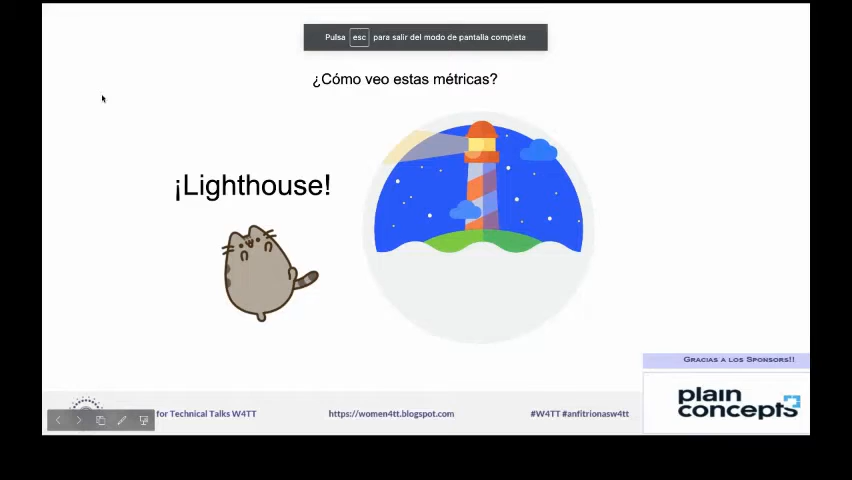 Pulsa esc para salir del modo de pantalla completa
¿Cómo veo estas métricas?
¡Lighthouse!
GRACIAS A LOS SPONSORS!!
plain
concepts
for Technical Talks W4TT
https://women4tt.blogspot.com
#W4TT #anfitrionasw4tt